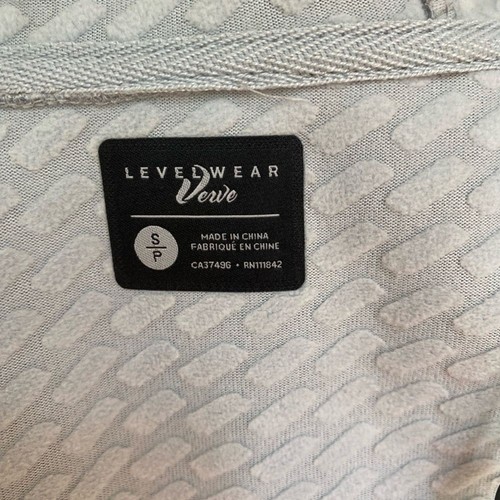 LEVELWEAR
Verve
S
P
MADE IN CHINA
FABRIQUÉ EN CHINE
CA37496 • RN111842